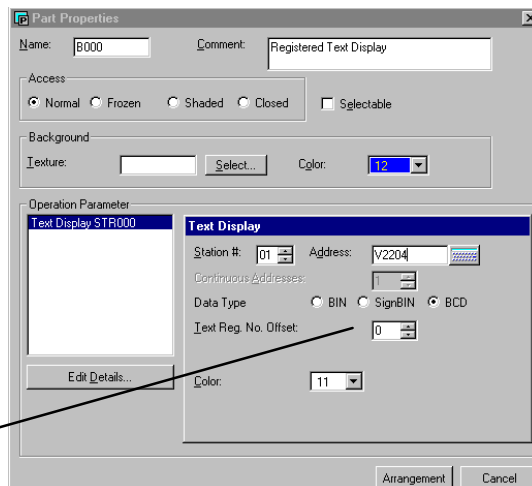 Part Properties
Name: B000 Comment: Registered Text Display
Access
Normal Frozen Shaded Closed Selectable
Background
Texture: Select... Color: 12
Operation Parameter
Text Display STR000
Text Display
Station #: 01 Address: V2204
Continuous Addresses: 1
Data Type BIN SignBIN BCD
Text Reg. No. Offset: 0
Edit Details...
Color: 11
Arrangement Cancel